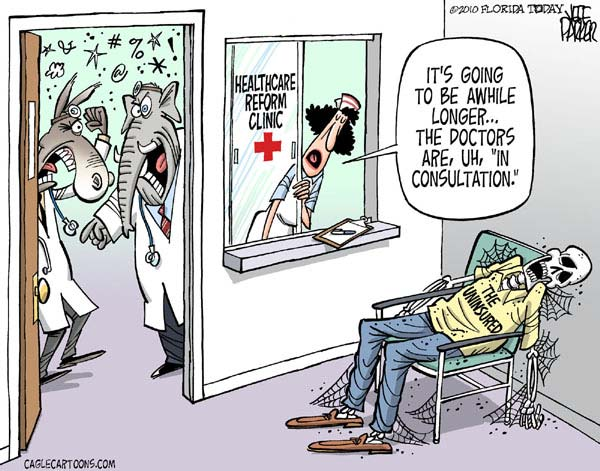 ©2010 FLORIDA TODAY JEFF PARKER
# % *
@ *
HEALTHCARE
REFORM
CLINIC
IT'S GOING
TO BE AWHILE
LONGER...
THE DOCTORS
ARE, UH, "IN
CONSULTATION."
THE
UNINSURED
CAGLECARTOONS.COM